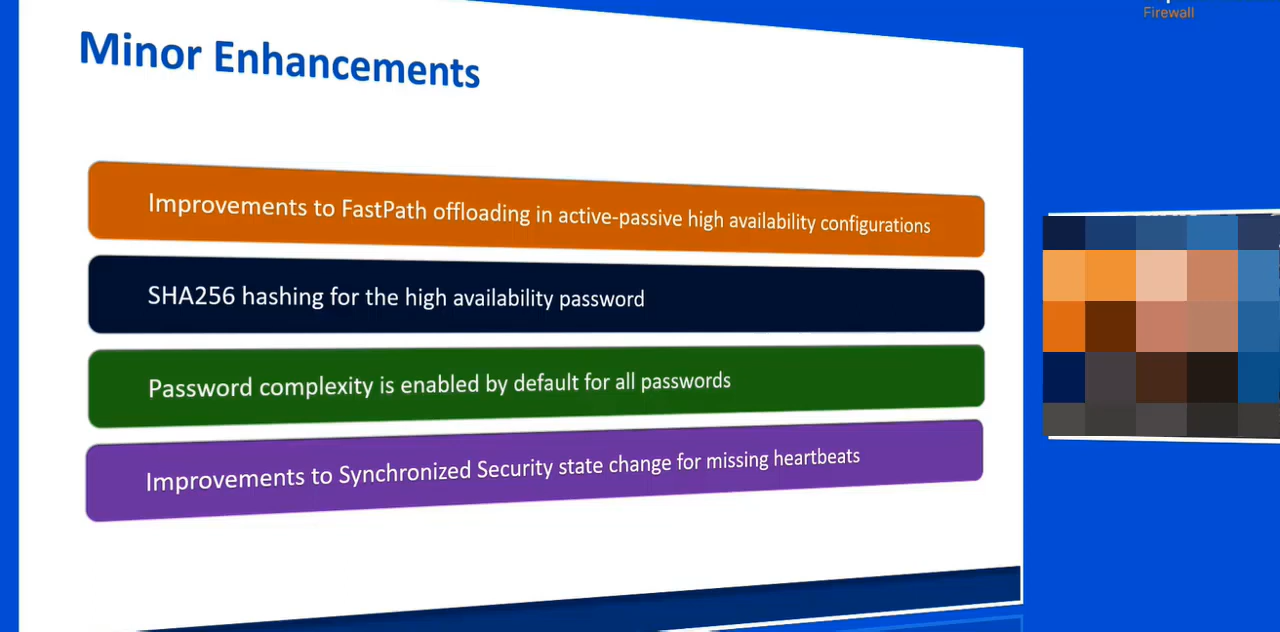 Firewall
Minor Enhancements
Improvements to FastPath offloading in active-passive high availability configurations
SHA256 hashing for the high availability password
Password complexity is enabled by default for all passwords
Improvements to Synchronized Security state change for missing heartbeats